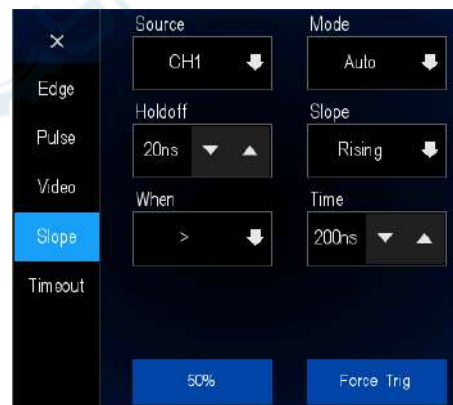 ×
Edge
Pulse
Video
Slope
Timeout
Source
CH1
Mode
Auto
Holdoff
20ns
Slope
Rising
When
>
Time
200ns
50%
Force Trig